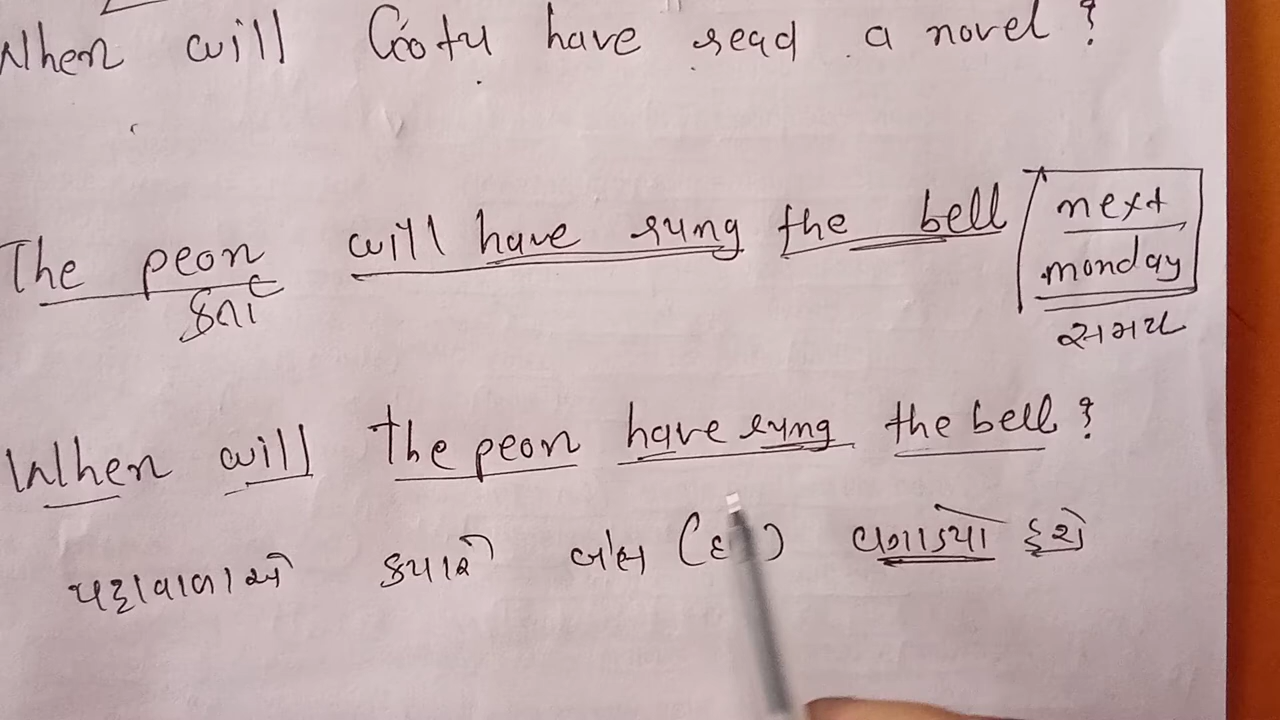 When will Gotu have read a novel?
The peon will have rung the bell next
monday
કર્તા
સમય
When will the peon have rung the bell?
પટ્ટાવાળાએ ક્યારે બેલ વગાડ્યો હશે